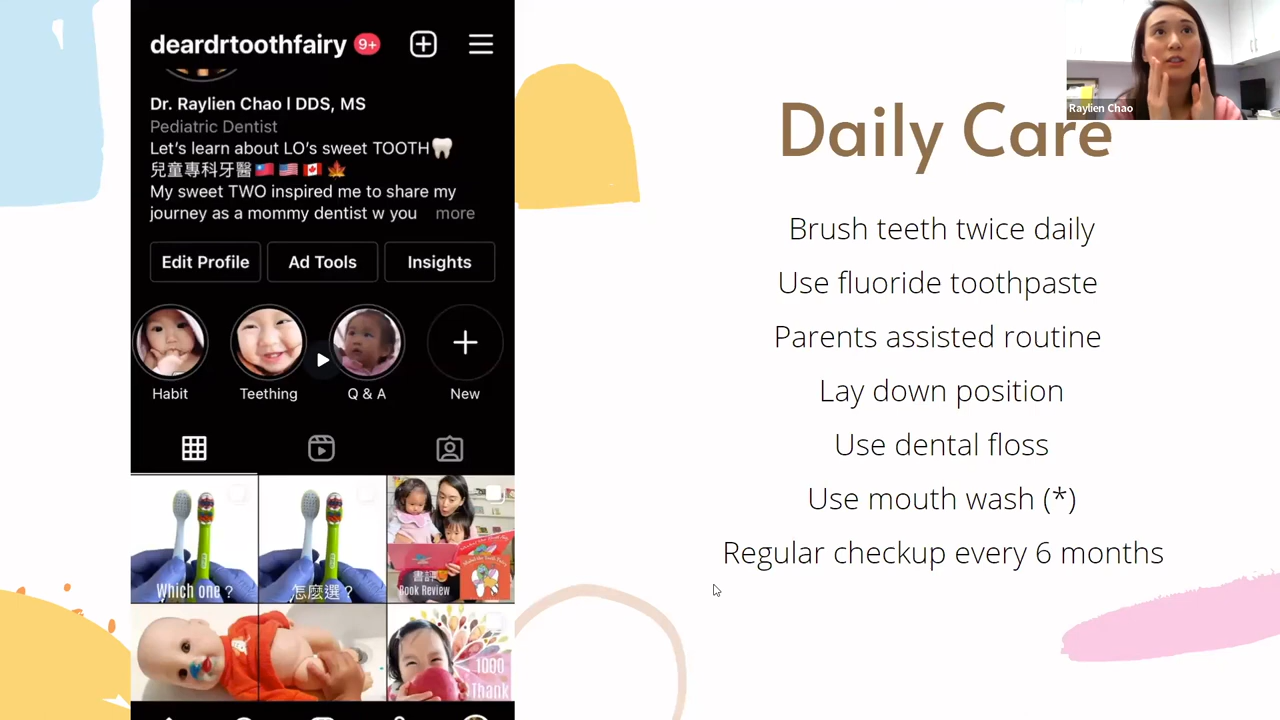 deardrtoothfairy 9+
Dr. Raylien Chao l DDS, MS
Pediatric Dentist
Let's learn about LO's sweet TOOTH🦷
兒童專科牙醫🇹🇼 🇺🇸 🇨🇦 🍁
My sweet TWO inspired me to share my
journey as a mommy dentist w you more
Edit Profile Ad Tools Insights
Habit Teething Q & A New
Which one ? 怎麼選？ 書評
Book Review
1000
Thank
Raylien Chao
Daily Care
Brush teeth twice daily
Use fluoride toothpaste
Parents assisted routine
Lay down position
Use dental floss
Use mouth wash (*)
Regular checkup every 6 months